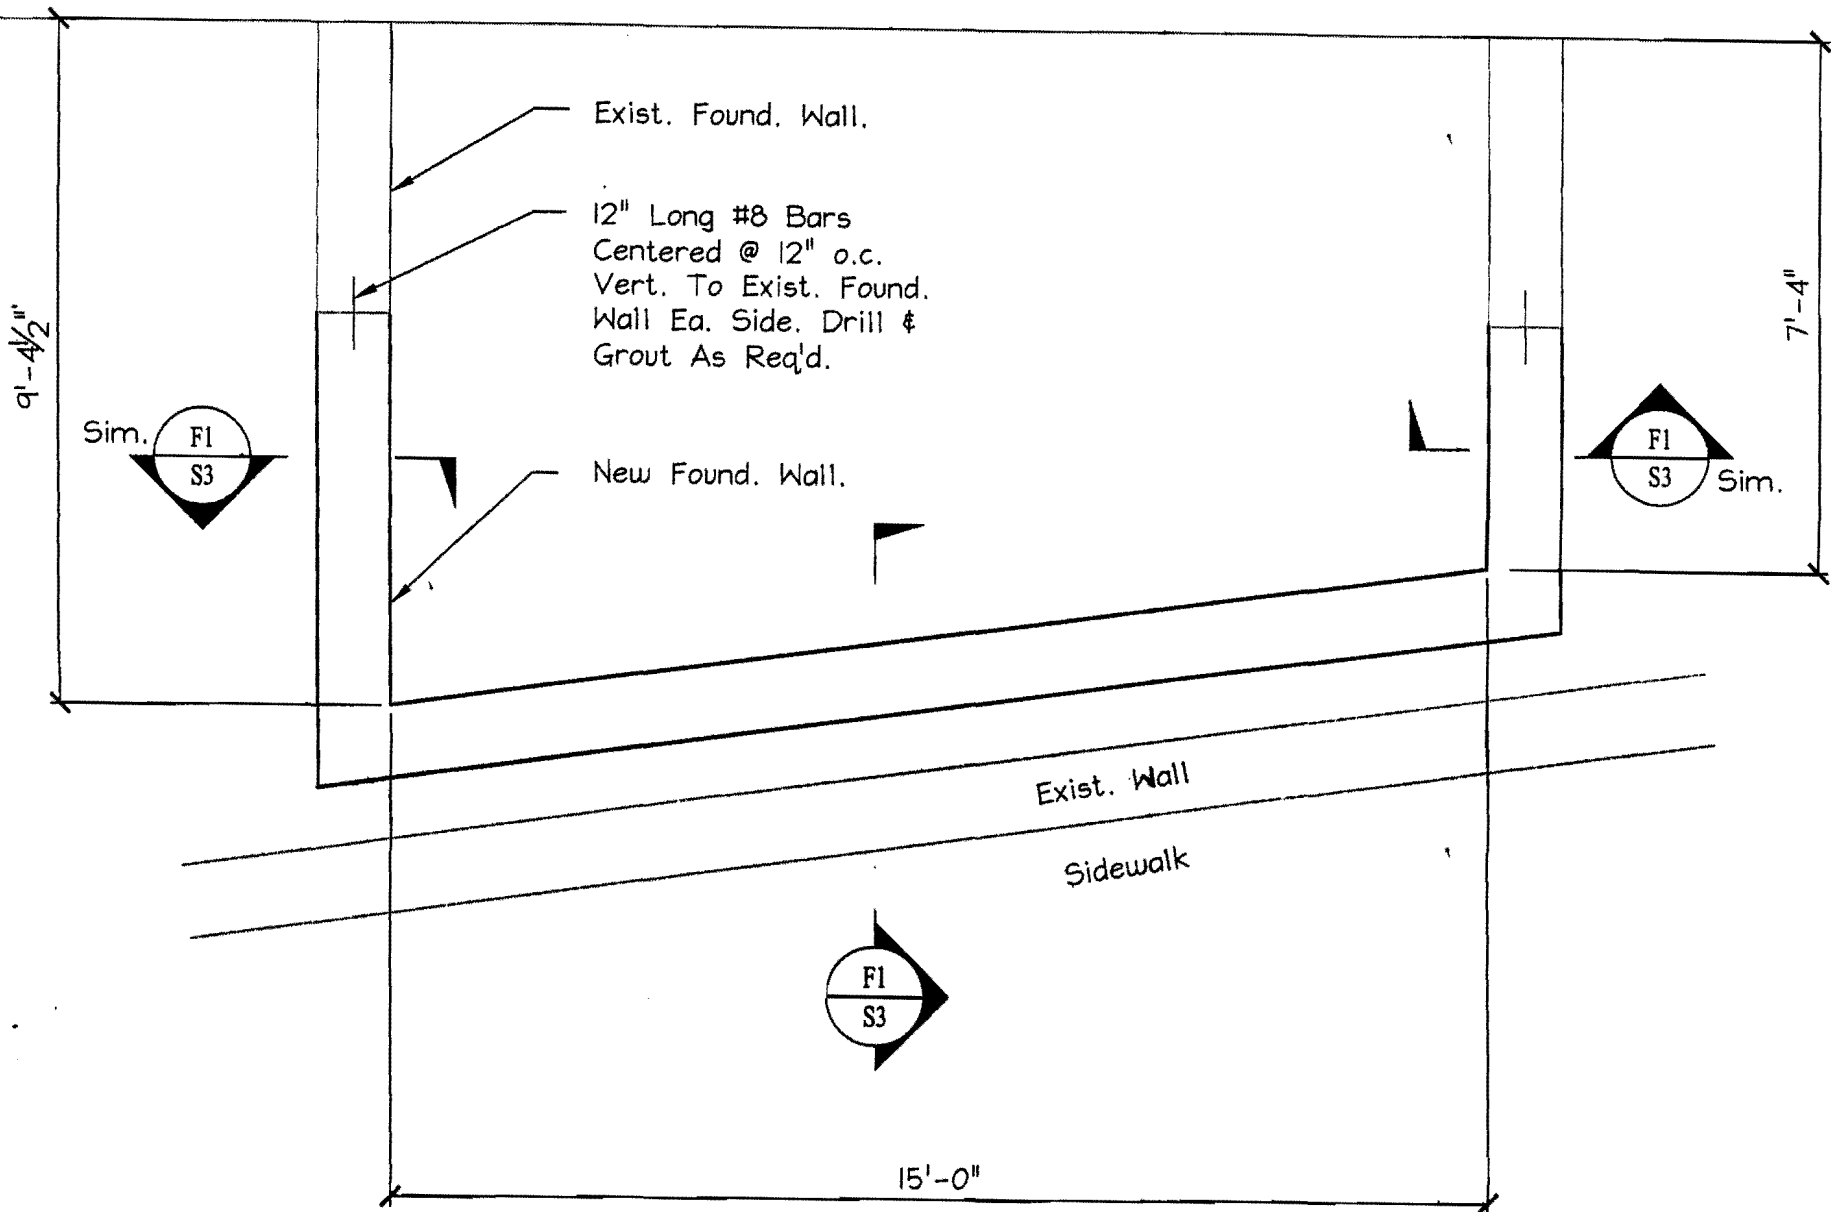 Exist. Found. Wall.
12" Long #8 Bars
Centered @ 12" o.c.
Vert. To Exist. Found.
Wall Ea. Side. Drill &
Grout As Req'd.
9'-4½"
7'-4"
Sim.
F1
S3
New Found. Wall.
F1
S3
Sim.
Exist. Wall
Sidewalk
F1
S3
15'-0"